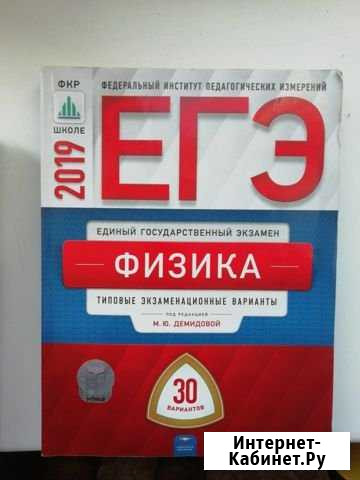 ФКР
ШКОЛЕ
ФЕДЕРАЛЬНЫЙ ИНСТИТУТ ПЕДАГОГИЧЕСКИХ ИЗМЕРЕНИЙ
2019
ЕГЭ
ЕДИНЫЙ ГОСУДАРСТВЕННЫЙ ЭКЗАМЕН
ФИЗИКА
ТИПОВЫЕ ЭКЗАМЕНАЦИОННЫЕ ВАРИАНТЫ
ПОД РЕДАКЦИЕЙ
М. Ю. ДЕМИДОВОЙ
30
ВАРИАНТОВ
Интернет-
Кабинет.Ру